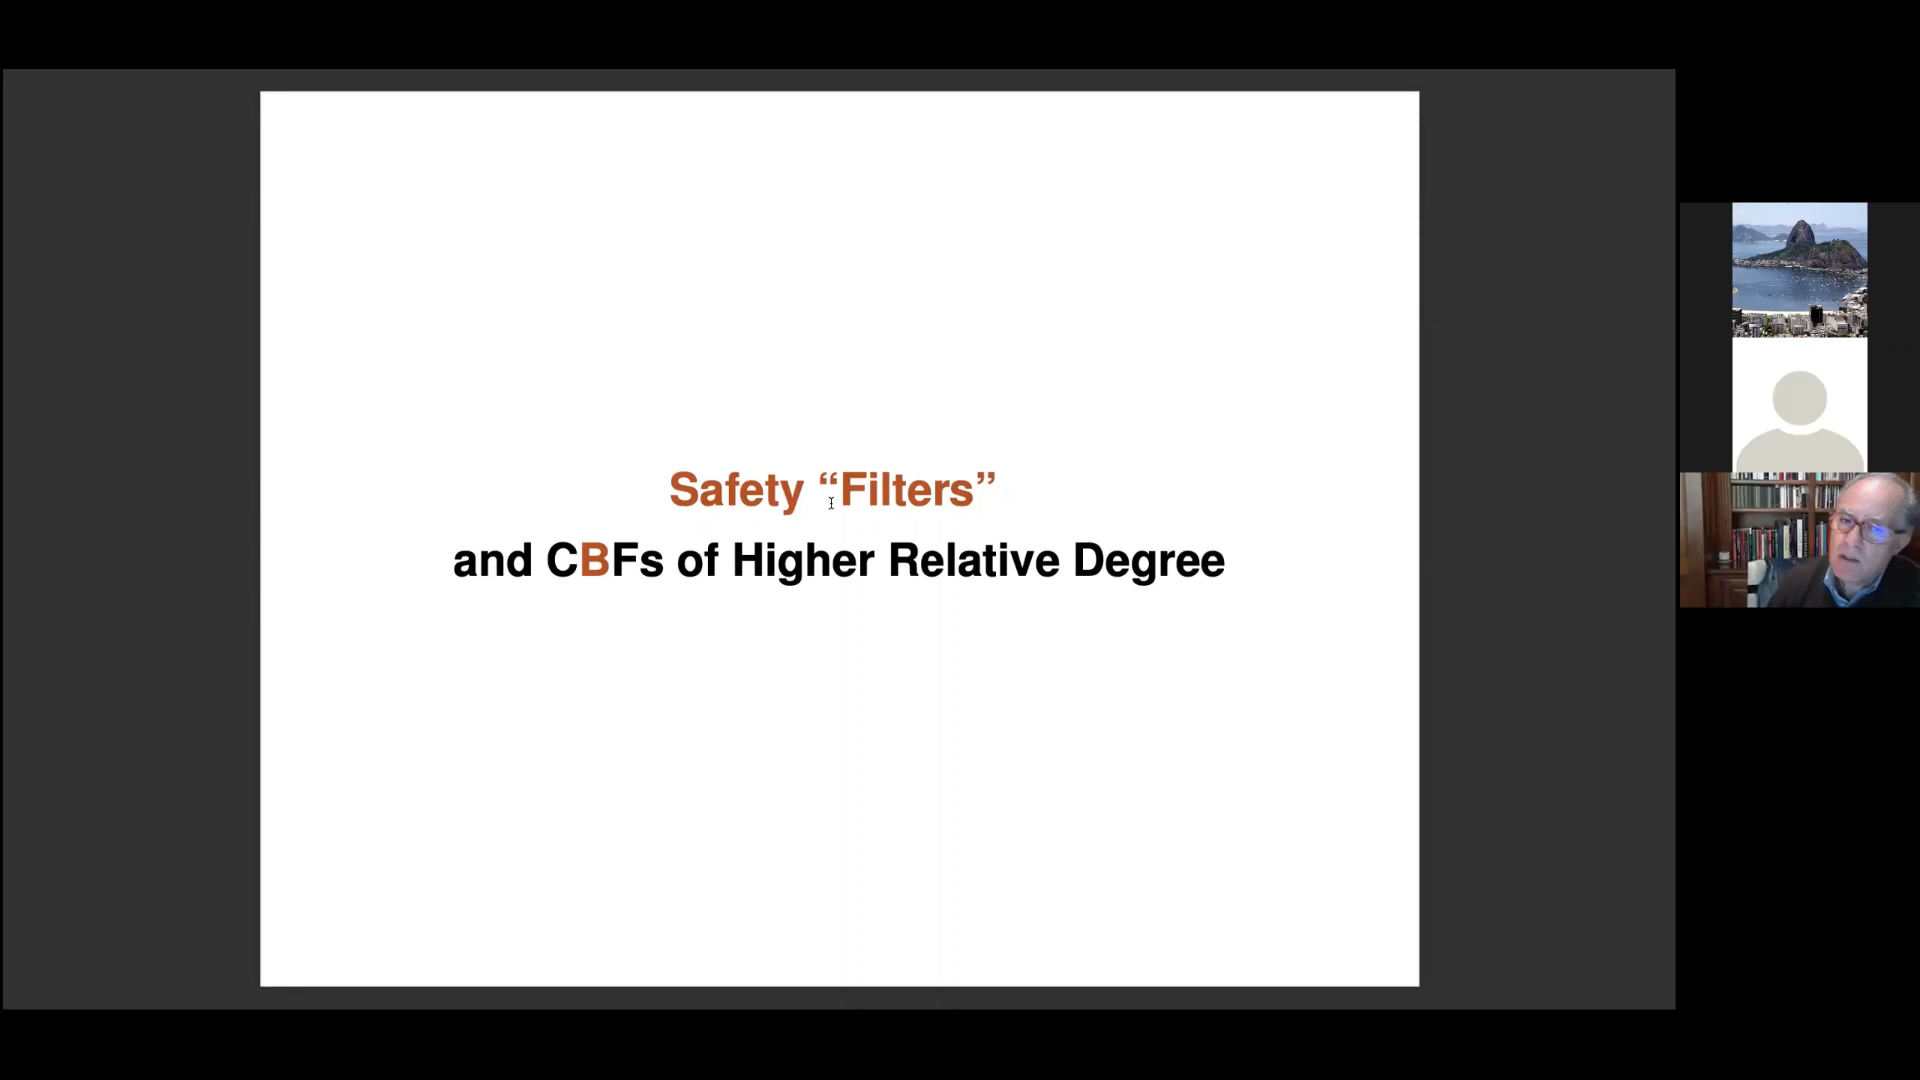 Safety “Filters”
and CBFs of Higher Relative Degree